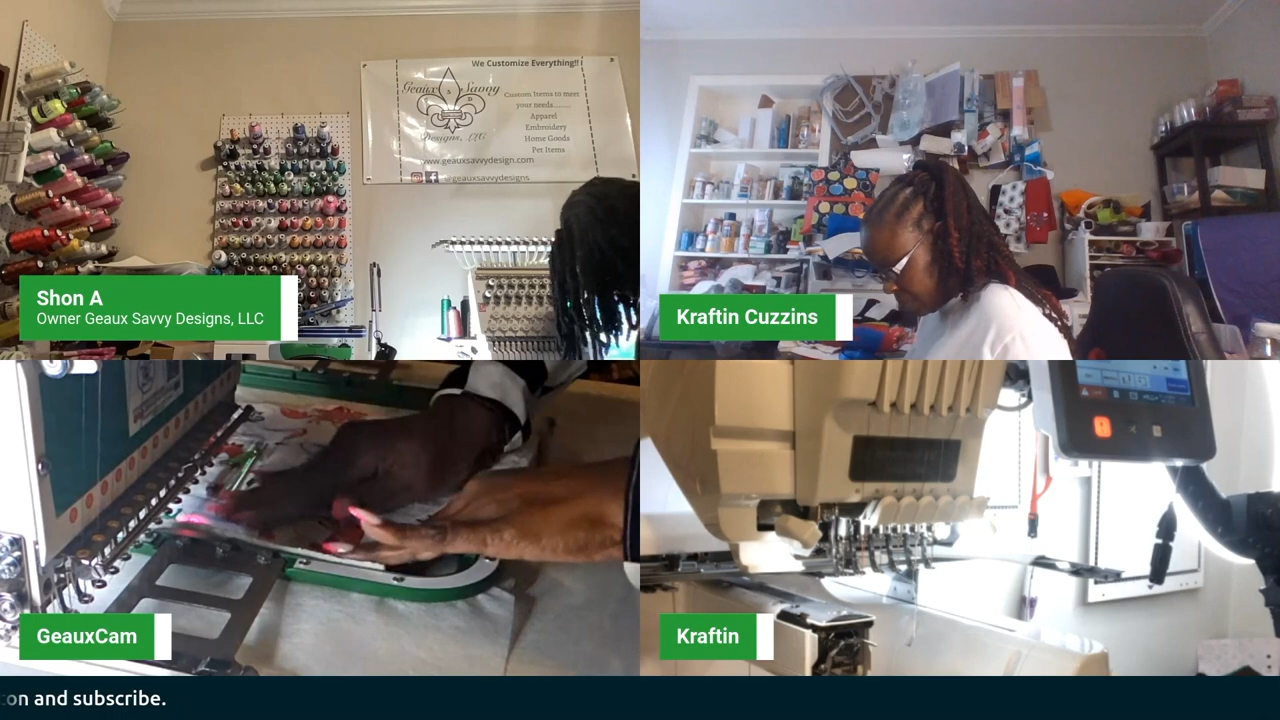 We Customize Everything!!
Geaux Savvy
Designs, LLC
Custom Items to meet
your needs.........
Apparel
Embroidery
Home Goods
Pet Items
www.geauxsavvydesign.com
@geauxsavvydesigns
Shon A
Owner Geaux Savvy Designs, LLC
Kraftin Cuzzins
GeauxCam
Kraftin
on and subscribe.